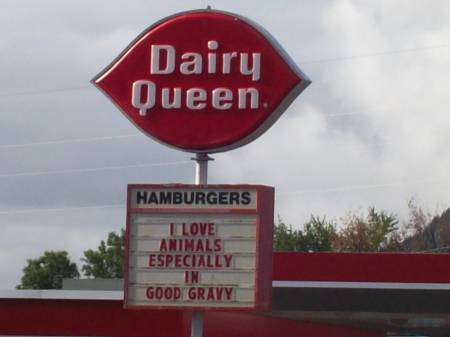 Dairy
Queen
HAMBURGERS
I LOVE
ANIMALS
ESPECIALLY
IN
GOOD GRAVY